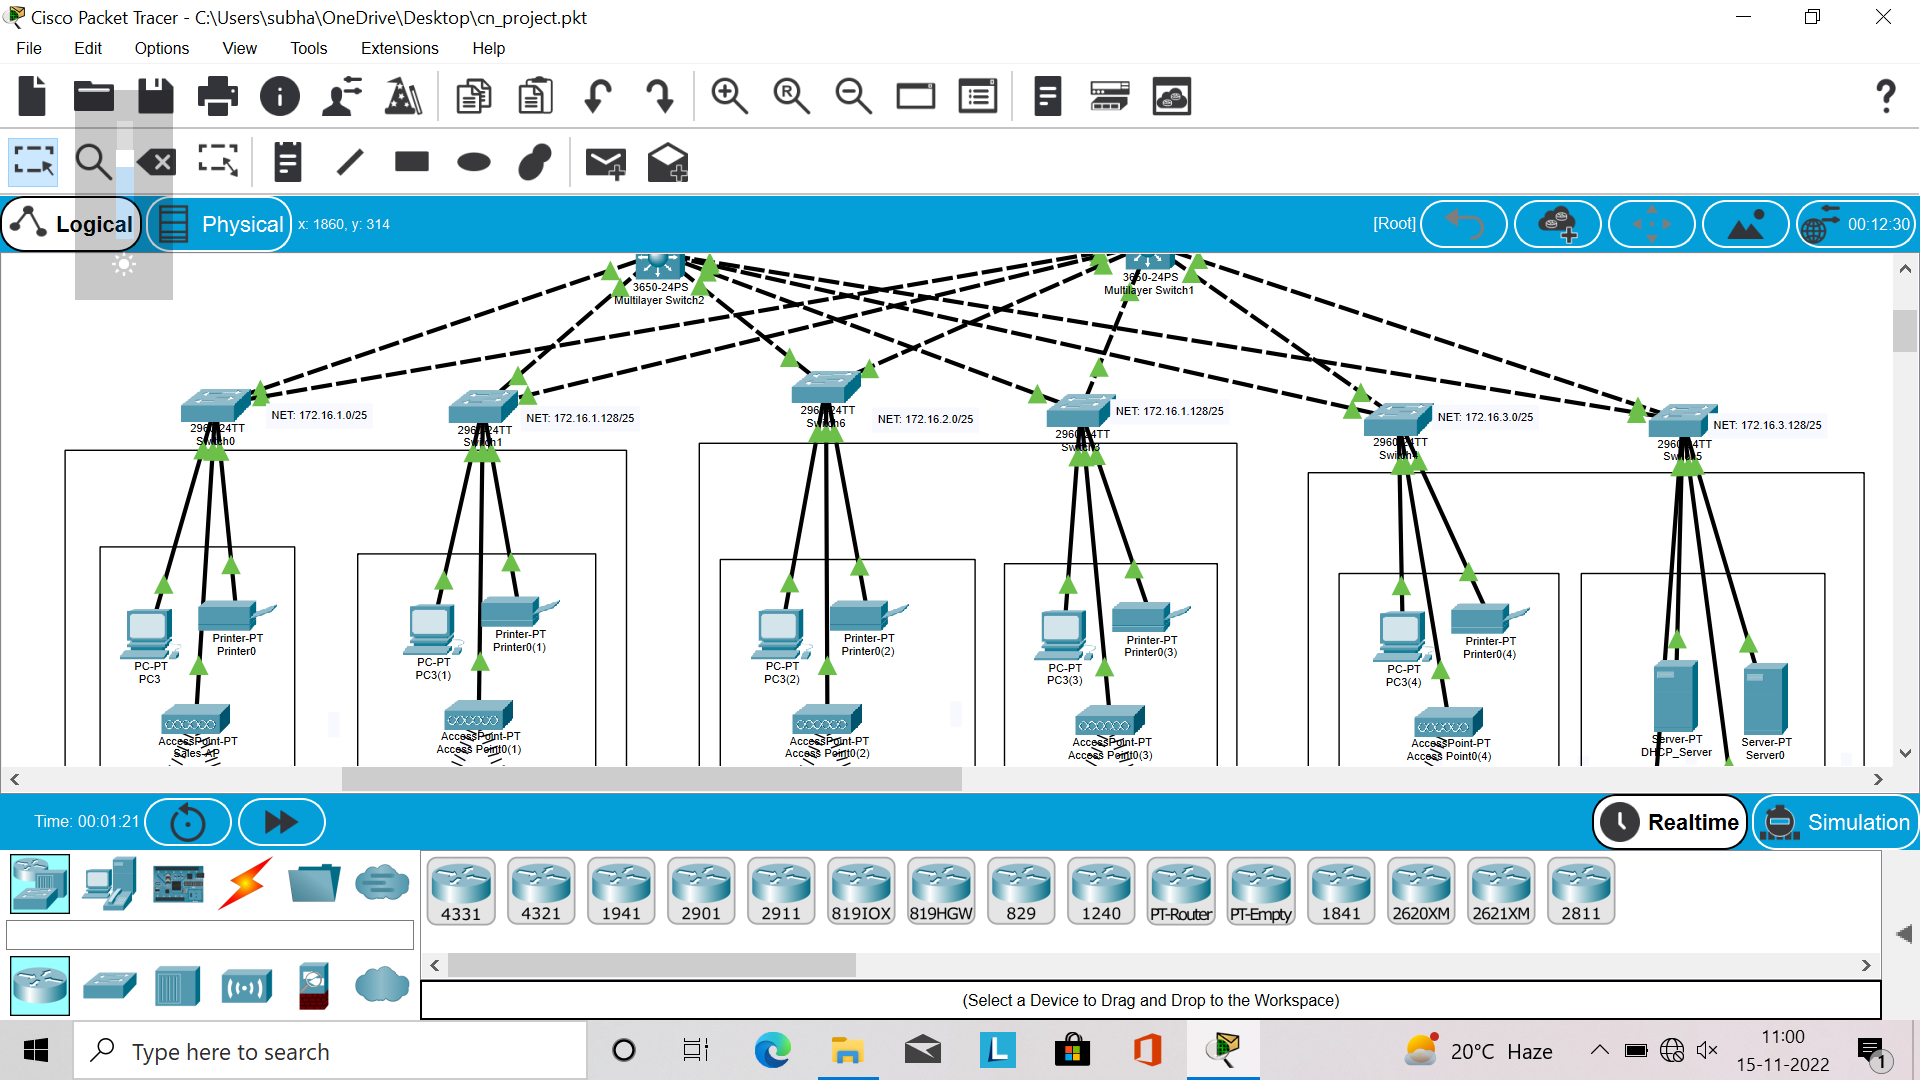 Cisco Packet Tracer - C:\Users\subha\OneDrive\Desktop\cn_project.pkt
File Edit Options View Tools Extensions Help
R
?
Logical Physical x: 1860, y: 314 [Root] 00:12:30
3650-24PS
Multilayer Switch2
3650-24PS
Multilayer Switch1
2960-24TT
Switch0
NET: 172.16.1.0/25
2960-24TT
Switch1
NET: 172.16.1.128/25
2960-24TT
Switch6
NET: 172.16.2.0/25
2960-24TT
Switch3
NET: 172.16.1.128/25
2960-24TT
Switch4
NET: 172.16.3.0/25
2960-24TT
Switch5
NET: 172.16.3.128/25
PC-PT
PC3
Printer-PT
Printer0
AccessPoint-PT
Sales-AP
PC-PT
PC3(1)
Printer-PT
Printer0(1)
AccessPoint-PT
Access Point0(1)
PC-PT
PC3(2)
Printer-PT
Printer0(2)
AccessPoint-PT
Access Point0(2)
PC-PT
PC3(3)
Printer-PT
Printer0(3)
AccessPoint-PT
Access Point0(3)
PC-PT
PC3(4)
Printer-PT
Printer0(4)
AccessPoint-PT
Access Point0(4)
Server-PT
DHCP_Server
Server-PT
Server0
Time: 00:01:21 Realtime Simulation
4331 4321 1941 2901 2911 819IOX 819HGW 829 1240 PT-Router PT-Empty 1841 2620XM 2621XM 2811
(Select a Device to Drag and Drop to the Workspace)
Type here to search
L
20°C Haze
11:00
15-11-2022
1